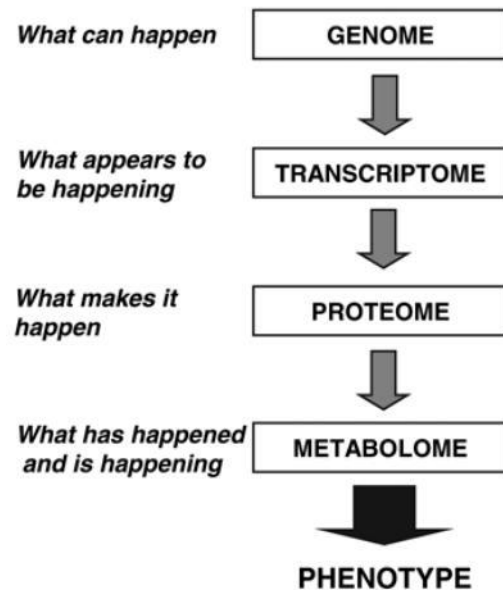 What can happen
GENOME
What appears to
be happening
TRANSCRIPTOME
What makes it
happen
PROTEOME
What has happened
and is happening
METABOLOME
PHENOTYPE